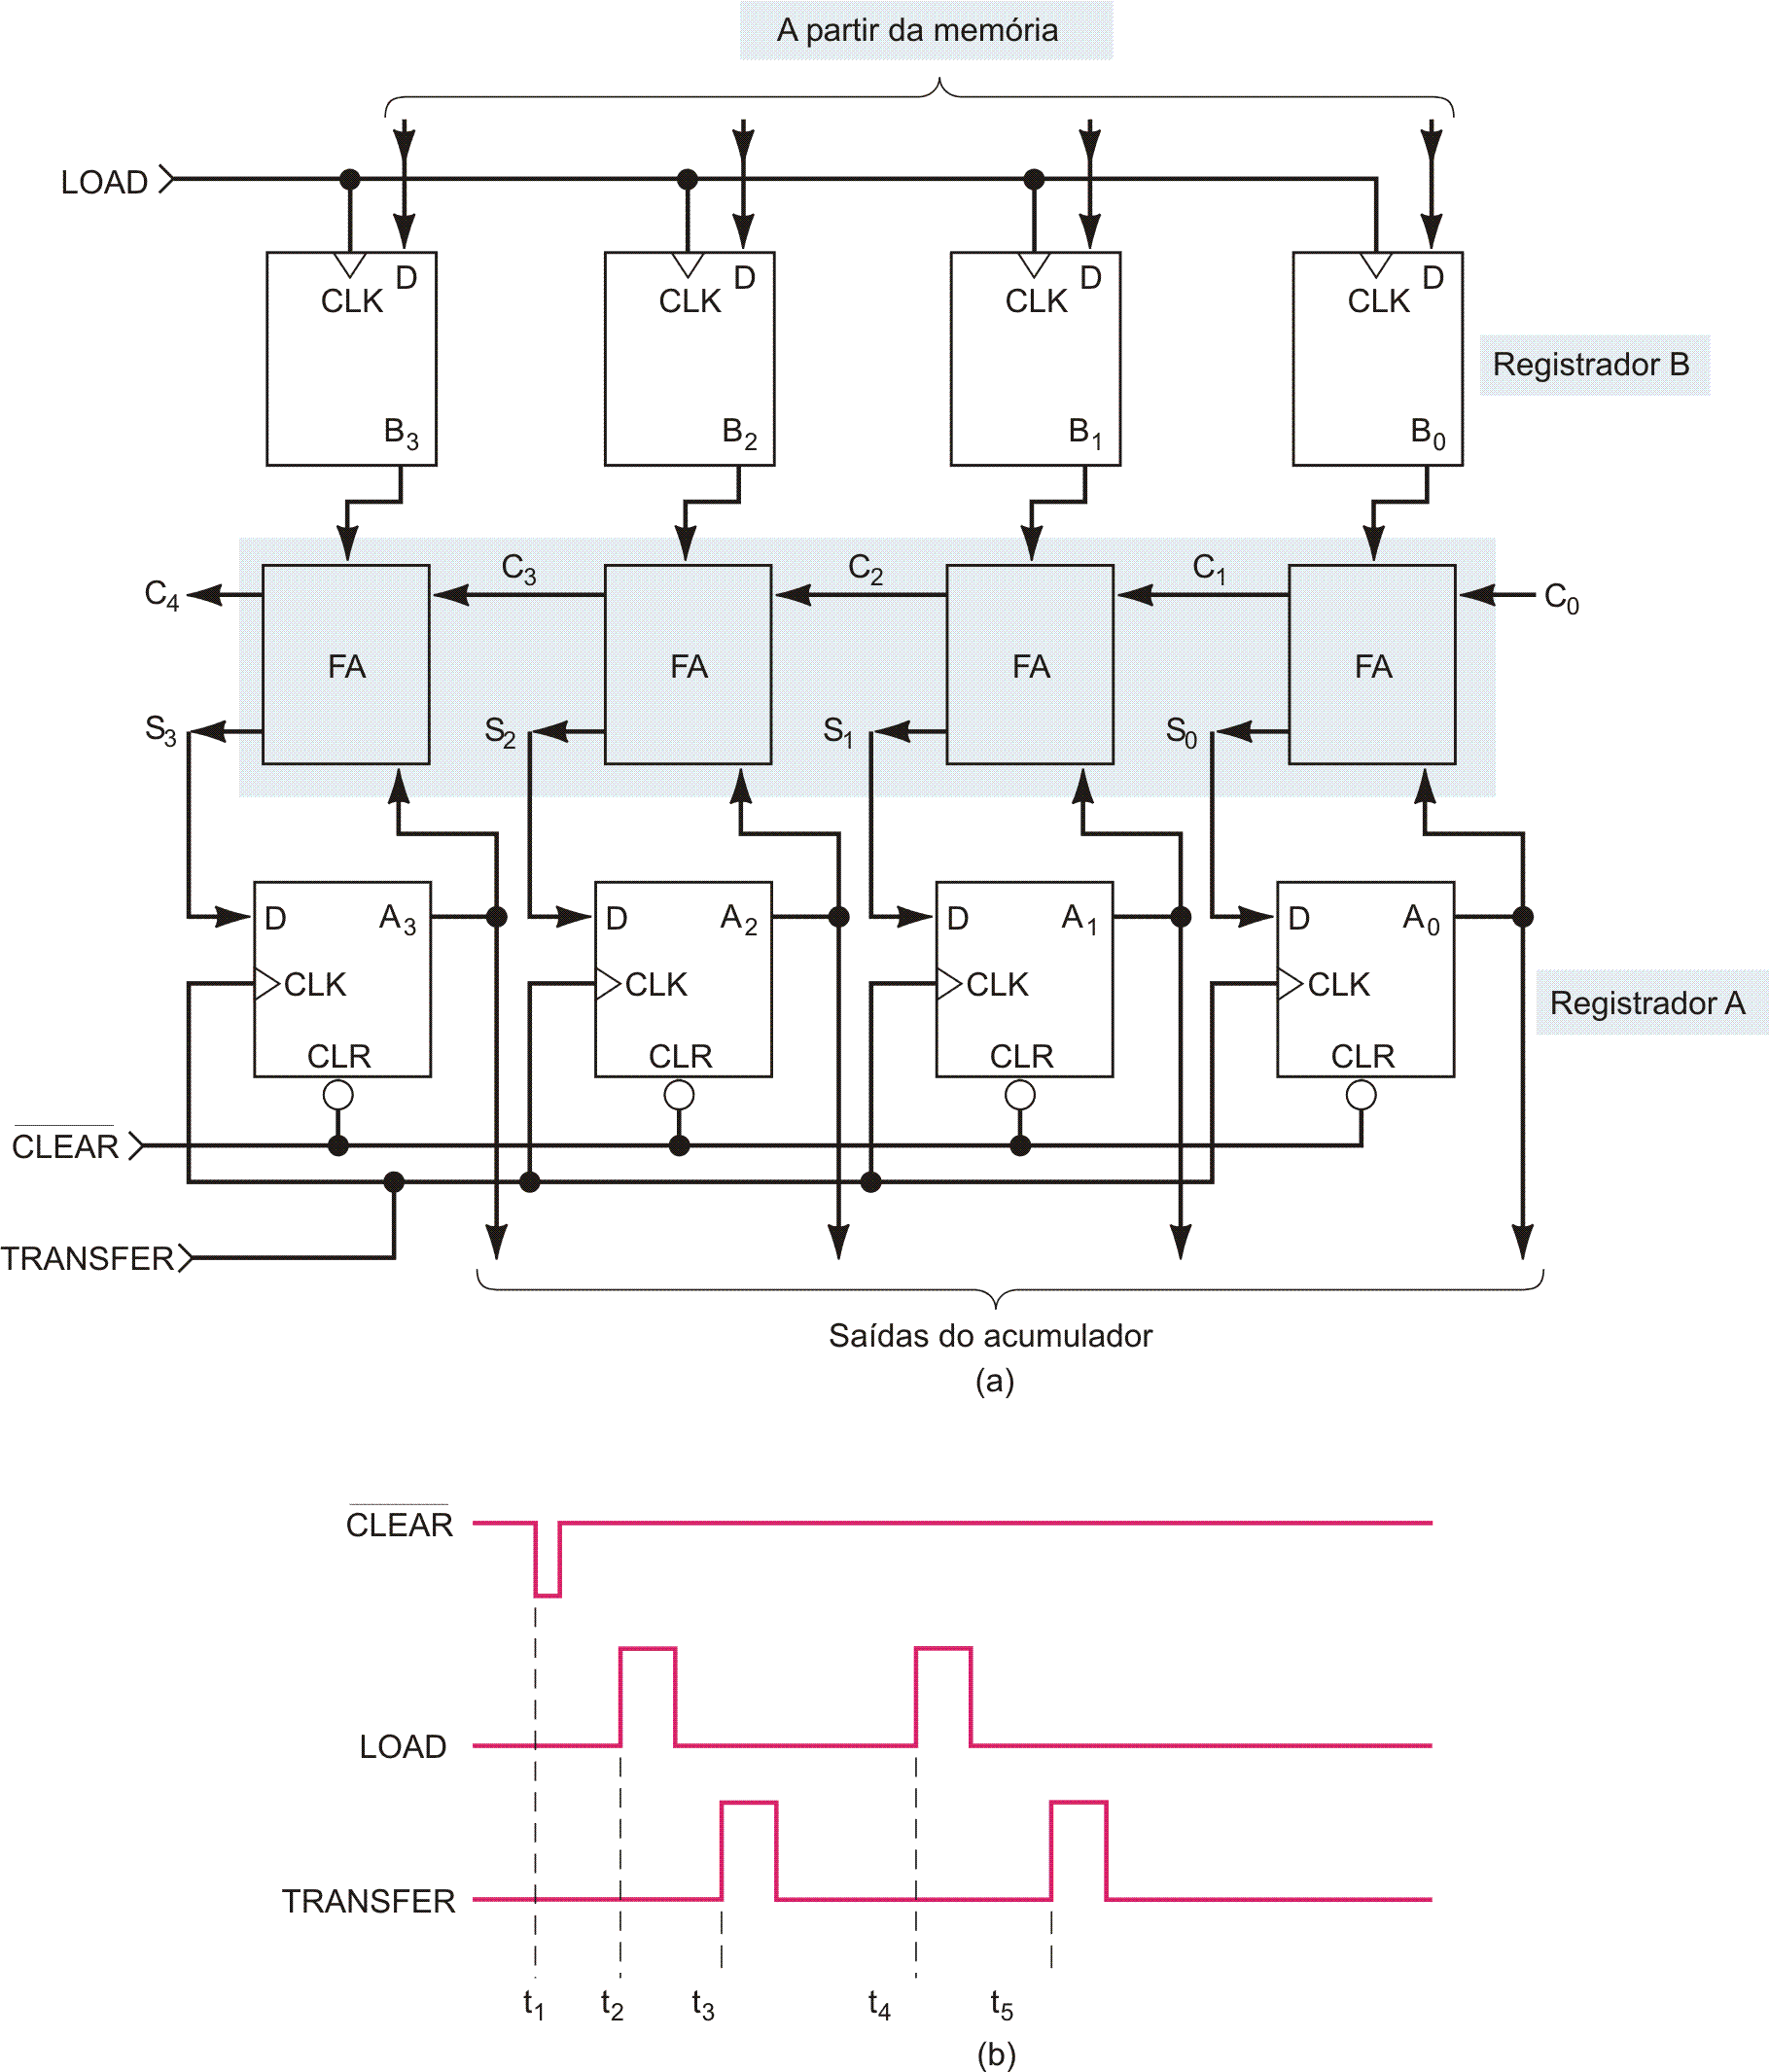 A partir da memória
LOAD
D D D D
CLK CLK CLK CLK
Registrador B
B3 B2 B1 B0
C4 C3 C2 C1 C0
FA FA FA FA
S3 S2 S1 S0
D A3 D A2 D A1 D A0
CLK CLK CLK CLK
Registrador A
CLR CLR CLR CLR
CLEAR
TRANSFER
Saídas do acumulador
(a)
CLEAR
LOAD
TRANSFER
t1 t2 t3 t4 t5
(b)